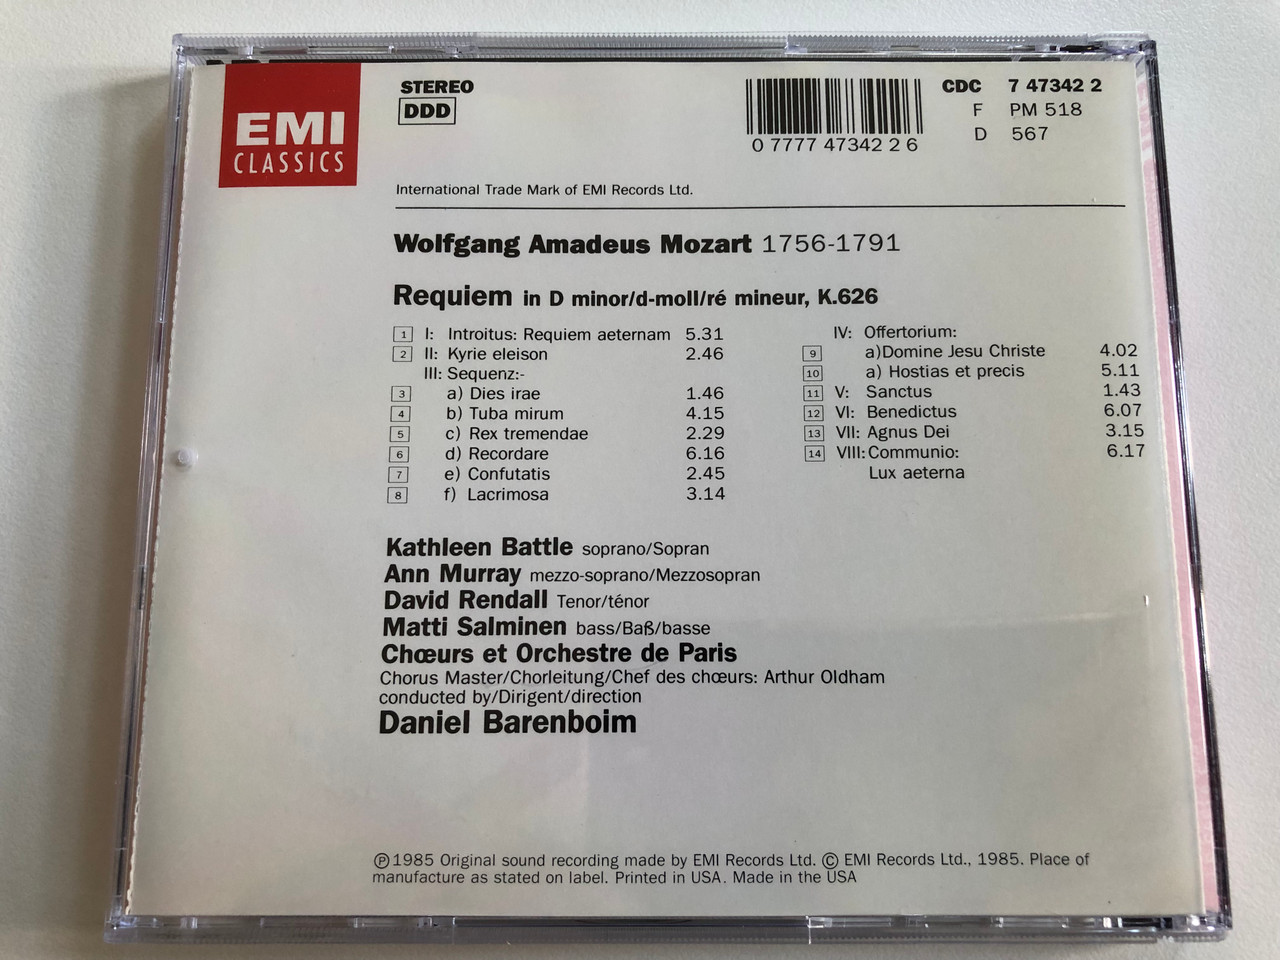 EMI
CLASSICS
STEREO
DDD
0 7777 47342 2 6
CDC 7 47342 2
F PM 518
D 567
International Trade Mark of EMI Records Ltd.
Wolfgang Amadeus Mozart 1756-1791
Requiem in D minor/d-moll/ré mineur, K.626
1 I: Introitus: Requiem aeternam 5.31
2 II: Kyrie eleison 2.46
III: Sequenz:-
3 a) Dies irae 1.46
4 b) Tuba mirum 4.15
5 c) Rex tremendae 2.29
6 d) Recordare 6.16
7 e) Confutatis 2.45
8 f) Lacrimosa 3.14
IV: Offertorium:
9 a)Domine Jesu Christe 4.02
10 a) Hostias et precis 5.11
11 V: Sanctus 1.43
12 VI: Benedictus 6.07
13 VII: Agnus Dei 3.15
14 VIII: Communio: 6.17
Lux aeterna
Kathleen Battle soprano/Sopran
Ann Murray mezzo-soprano/Mezzosopran
David Rendall Tenor/ténor
Matti Salminen bass/Baß/basse
Chœurs et Orchestre de Paris
Chorus Master/Chorleitung/Chef des chœurs: Arthur Oldham
conducted by/Dirigent/direction
Daniel Barenboim
℗1985 Original sound recording made by EMI Records Ltd. © EMI Records Ltd., 1985. Place of
manufacture as stated on label. Printed in USA. Made in the USA